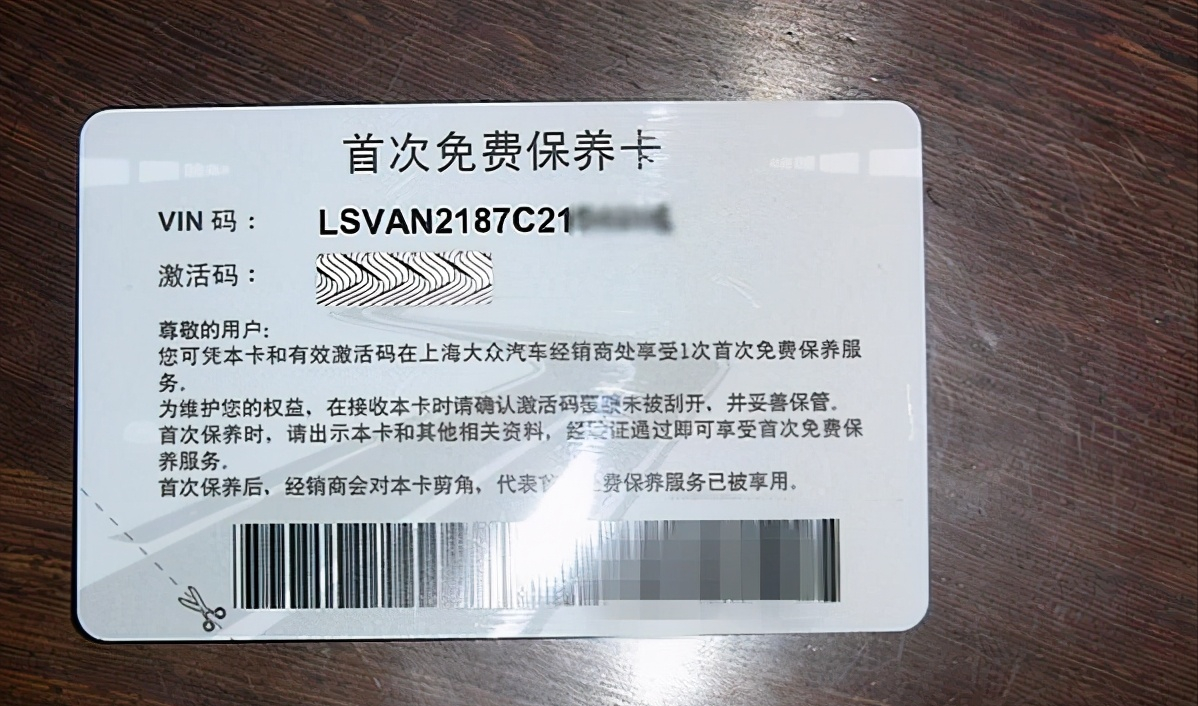 首次免费保养卡
VIN 码： LSVAN2187C21
激活码：
尊敬的用户：
您可凭本卡和有效激活码在上海大众汽车经销商处享受1次首次免费保养服
务。
为维护您的权益，在接收本卡时请确认激活码覆膜未被刮开，并妥善保管。
首次保养时，请出示本卡和其他相关资料，经 证通过即可享受首次免费保
养服务。
首次保养后，经销商会对本卡剪角，代表 费保养服务已被享用。